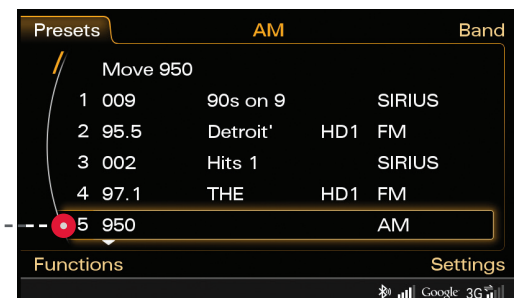 Presets AM Band
Move 950
1 009 90s on 9 SIRIUS
2 95.5 Detroit' HD1 FM
3 002 Hits 1 SIRIUS
4 97.1 THE HD1 FM
5 950 AM
Functions Settings
Google 3G